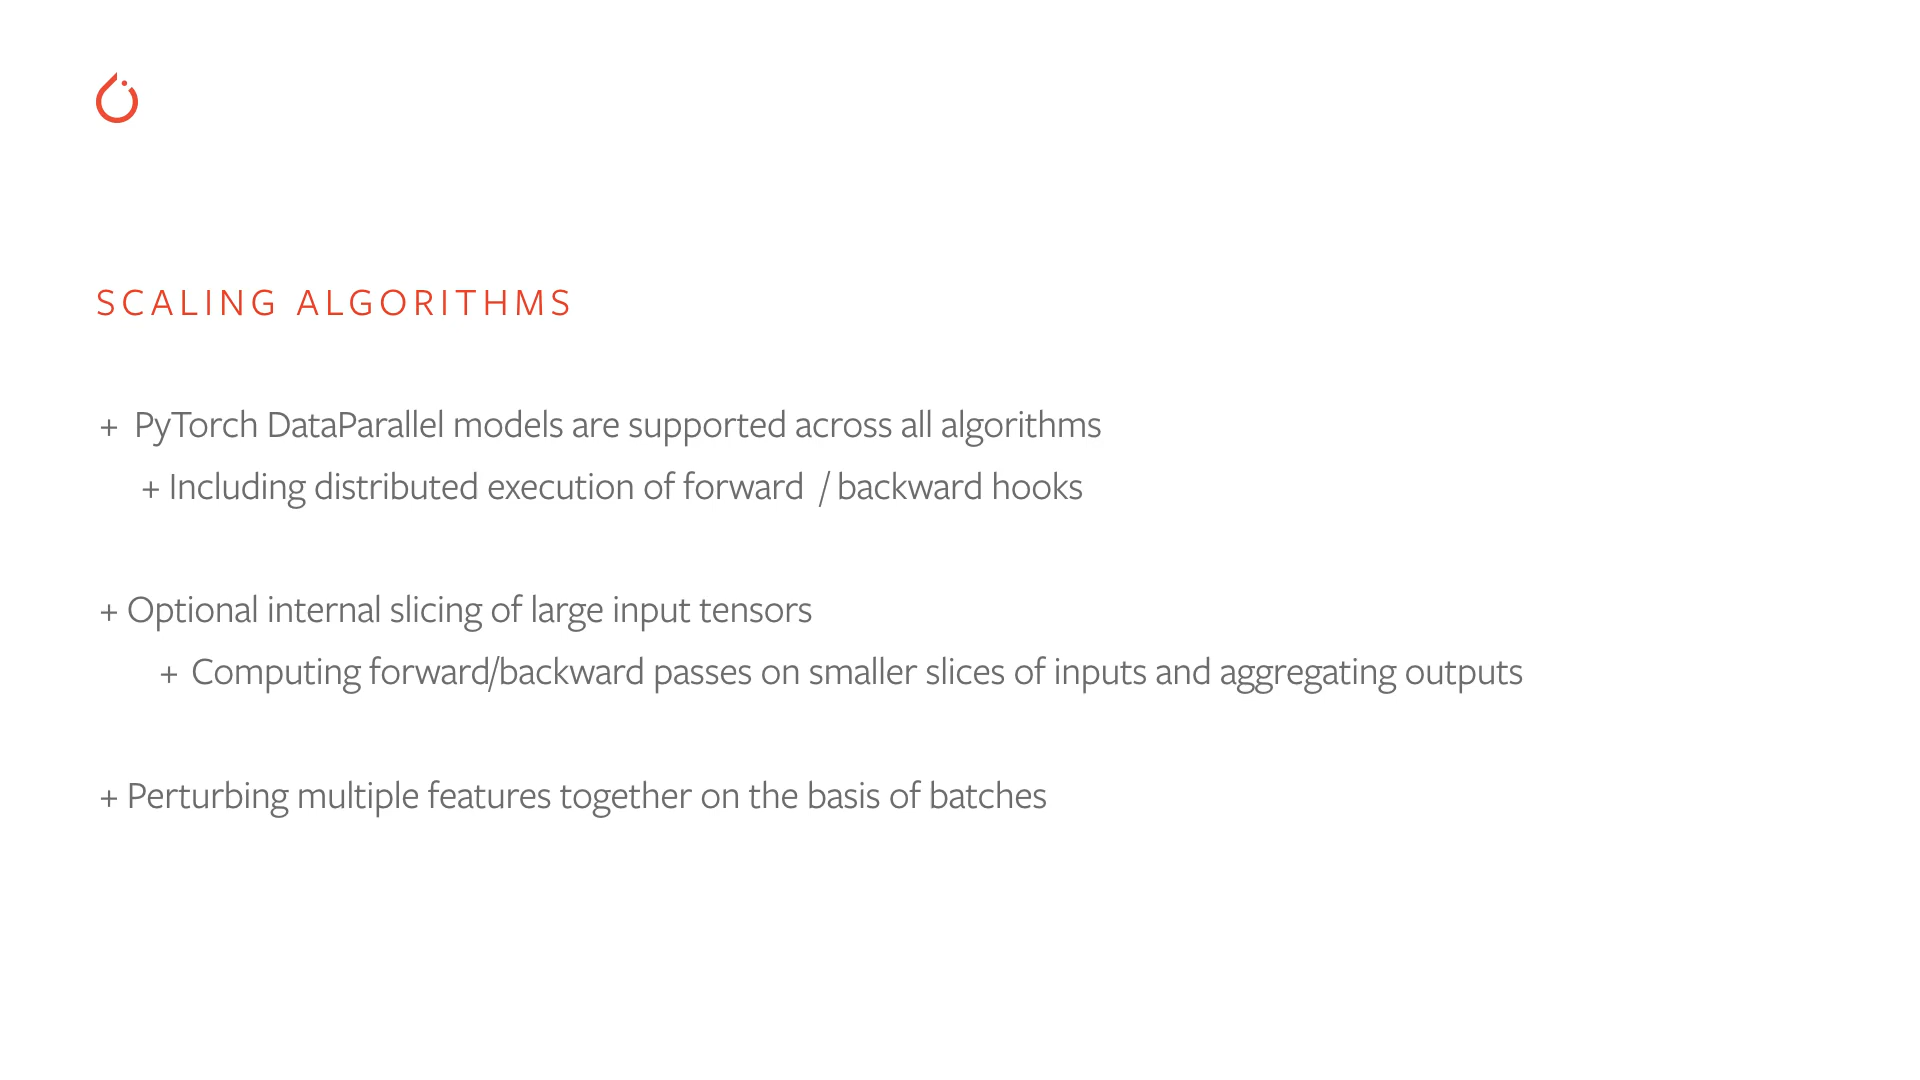 SCALING ALGORITHMS
+ PyTorch DataParallel models are supported across all algorithms
+ Including distributed execution of forward / backward hooks
+ Optional internal slicing of large input tensors
+ Computing forward/backward passes on smaller slices of inputs and aggregating outputs
+ Perturbing multiple features together on the basis of batches